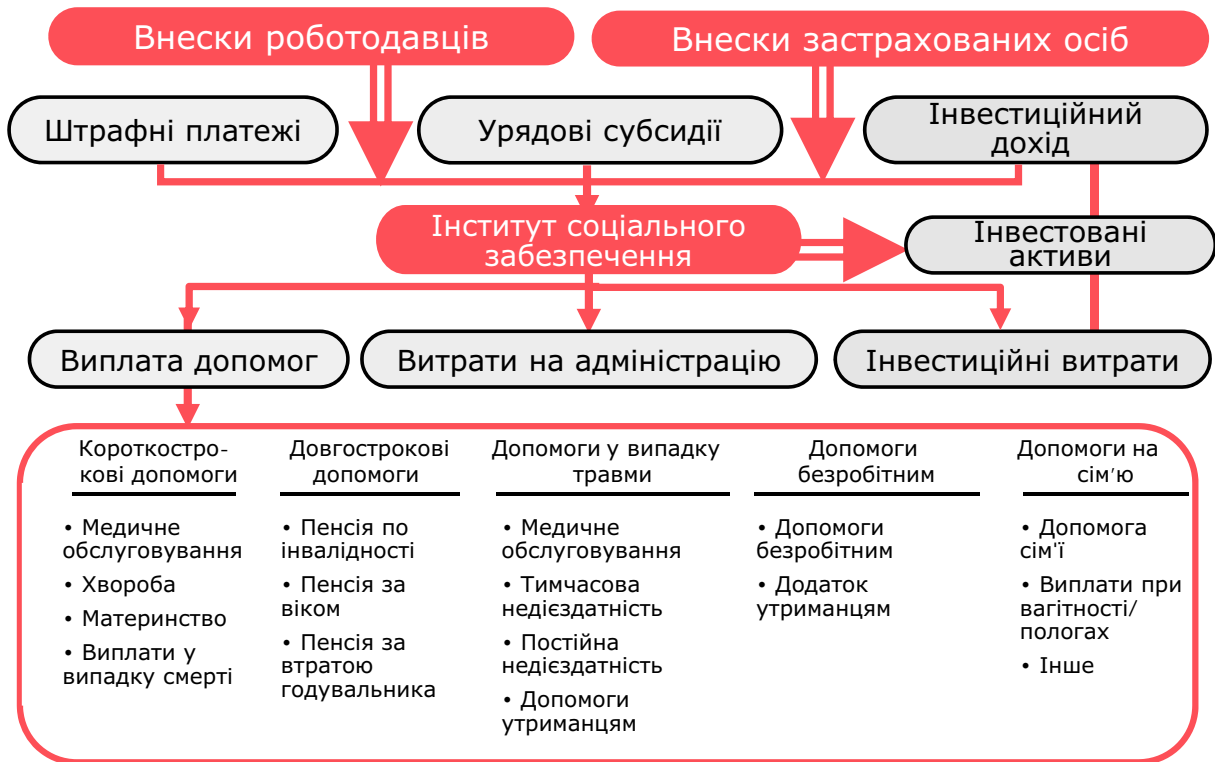 Внески роботодавців
Внески застрахованих осіб
Штрафні платежі
Урядові субсидії
Інвестиційний
дохід
Інститут соціального
забезпечення
Інвестовані
активи
Виплата допомог
Витрати на адміністрацію
Інвестиційні витрати
Короткостро-
кові допомоги
• Медичне
обслуговування
• Хвороба
• Материнство
• Виплати у
випадку смерті
Довгострокові
допомоги
• Пенсія по
інвалідності
• Пенсія за
віком
• Пенсія за
втратою
годувальника
Допомоги у випадку
травми
• Медичне
обслуговування
• Тимчасова
недієздатність
• Постійна
недієздатність
• Допомоги
утриманцям
Допомоги
безробітним
• Допомоги
безробітним
• Додаток
утриманцям
Допомоги на
сім'ю
• Допомога
сім'ї
• Виплати при
вагітності/
пологах
• Інше